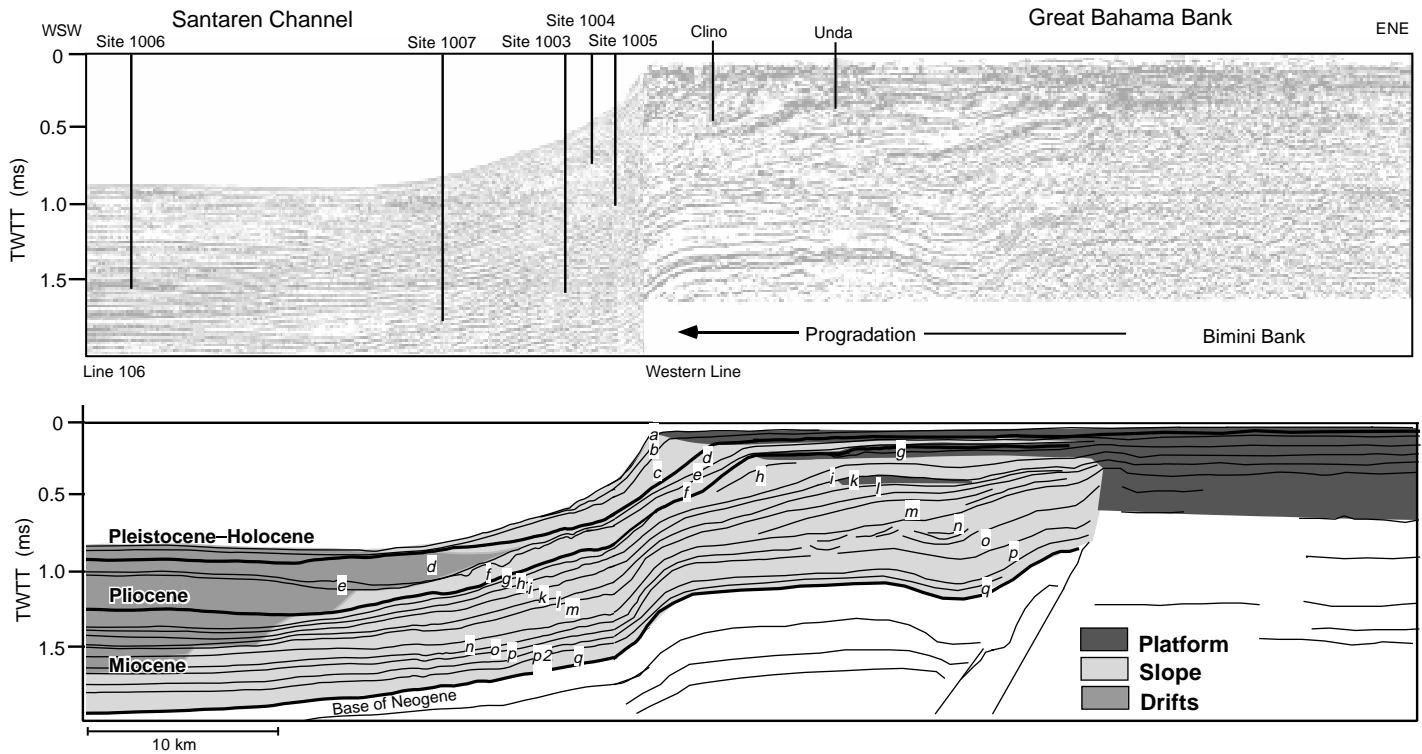 Santaren Channel
Great Bahama Bank
WSW
Site 1006
Site 1007
Site 1003
Site 1004
Site 1005
Clino
Unda
ENE
0
0.5
1.0
1.5
TWTT (ms)
Progradation
Bimini Bank
Line 106
Western Line
0
0.5
1.0
1.5
TWTT (ms)
a
b
c
d
e
f
g
h
i
k
l
m
n
o
p
q
Pleistocene–Holocene
d
e
f
g
h
i
k
l
m
Pliocene
n
o
p
p2
q
Miocene
Base of Neogene
Platform
Slope
Drifts
10 km